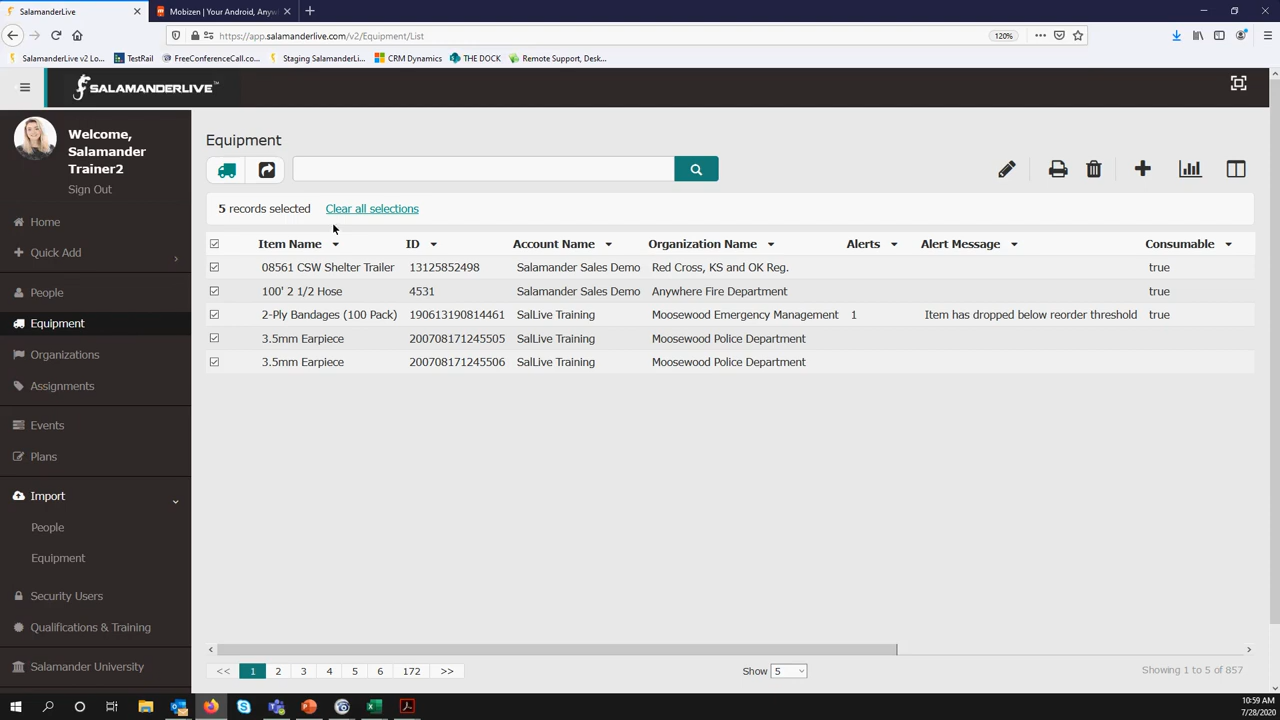 SalamanderLive
Mobizen | Your Android, Anyw
https://app.salamanderlive.com/v2/Equipment/List
120%
SalamanderLive v2 Lo...
TestRail
FreeConferenceCall.co...
Staging SalamanderLi...
CRM Dynamics
THE DOCK
Remote Support, Desk...
SALAMANDERLIVE™
Welcome,
Salamander
Trainer2
Sign Out
Home
Quick Add
People
Equipment
Organizations
Assignments
Events
Plans
Import
People
Equipment
Security Users
Qualifications & Training
Salamander University
Equipment
5 records selected Clear all selections
Item Name ID Account Name Organization Name Alerts Alert Message Consumable
08561 CSW Shelter Trailer 13125852498 Salamander Sales Demo Red Cross, KS and OK Reg. true
100' 2 1/2 Hose 4531 Salamander Sales Demo Anywhere Fire Department true
2-Ply Bandages (100 Pack) 190613190814461 SalLive Training Moosewood Emergency Management 1 Item has dropped below reorder threshold true
3.5mm Earpiece 200708171245505 SalLive Training Moosewood Police Department
3.5mm Earpiece 200708171245506 SalLive Training Moosewood Police Department
<< 1 2 3 4 5 6 172 >> Show 5 Showing 1 to 5 of 857
10:59 AM
7/28/2020